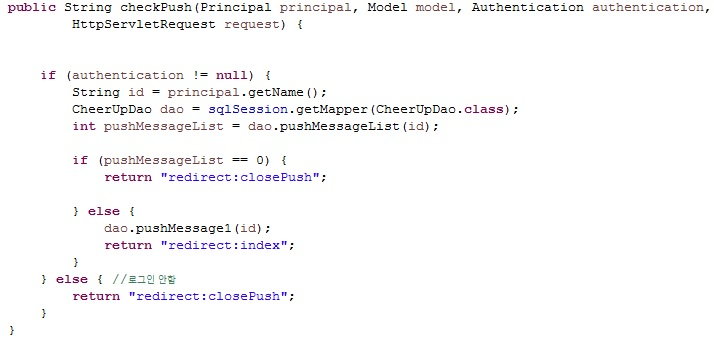 public String checkPush(Principal principal, Model model, Authentication authentication,
        HttpServletRequest request) {
    if (authentication != null) {
        String id = principal.getName();
        CheerUpDao dao = sqlSession.getMapper(CheerUpDao.class);
        int pushMessageList = dao.pushMessageList(id);
        if (pushMessageList == 0) {
            return "redirect:closePush";
        } else {
            dao.pushMessage1(id);
            return "redirect:index";
        }
    } else { //로그인 안함
        return "redirect:closePush";
    }
}